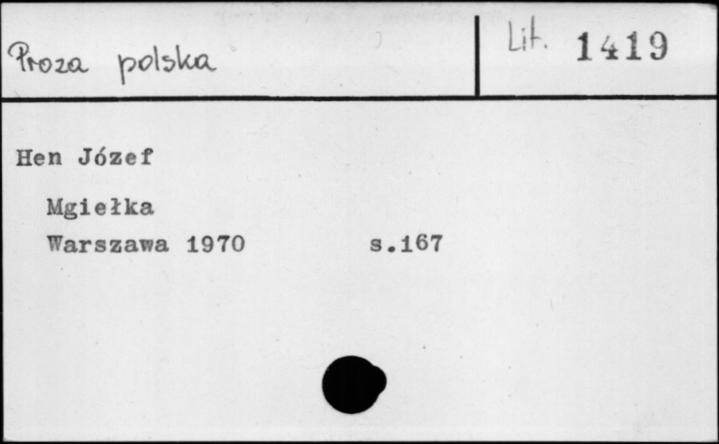 Proza polska
Lit. 1419
Hen Józef
Mgiełka
Warszawa 1970 s.167